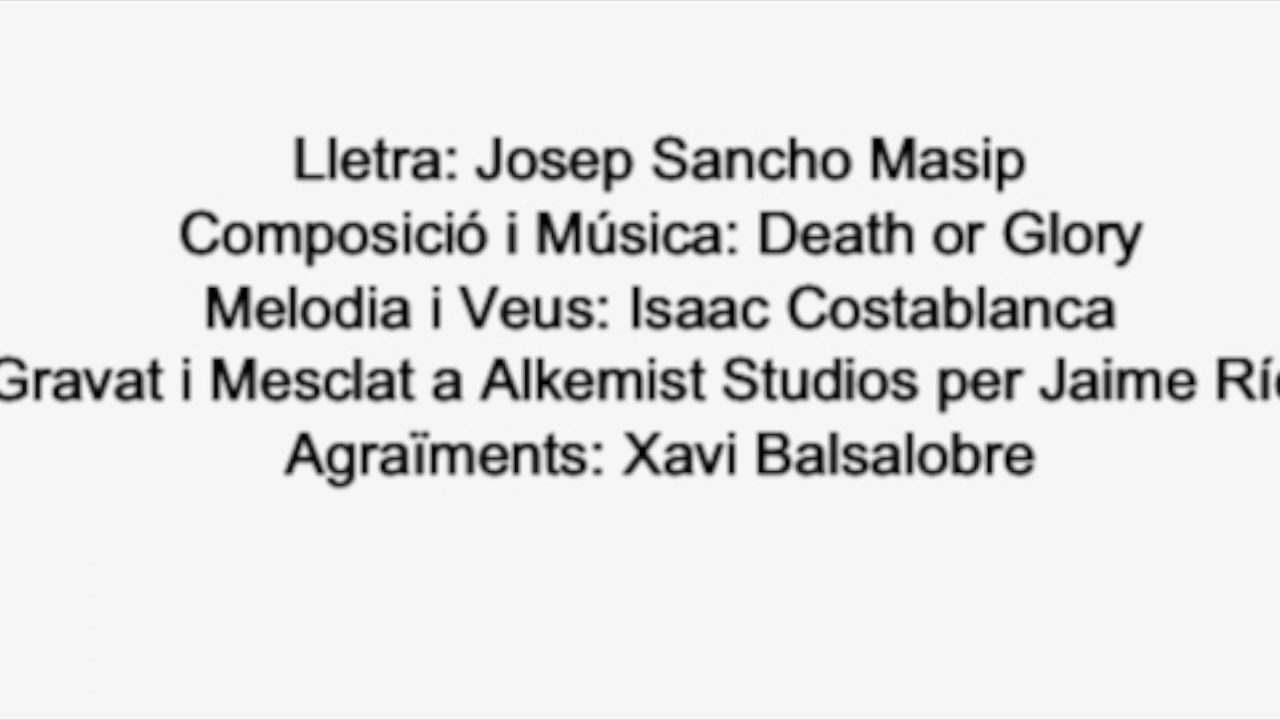 Lletra: Josep Sancho Masip
Composició i Música: Death or Glory
Melodia i Veus: Isaac Costablanca
Gravat i Mesclat a Alkemist Studios per Jaime
Agraïments: Xavi Balsalobre